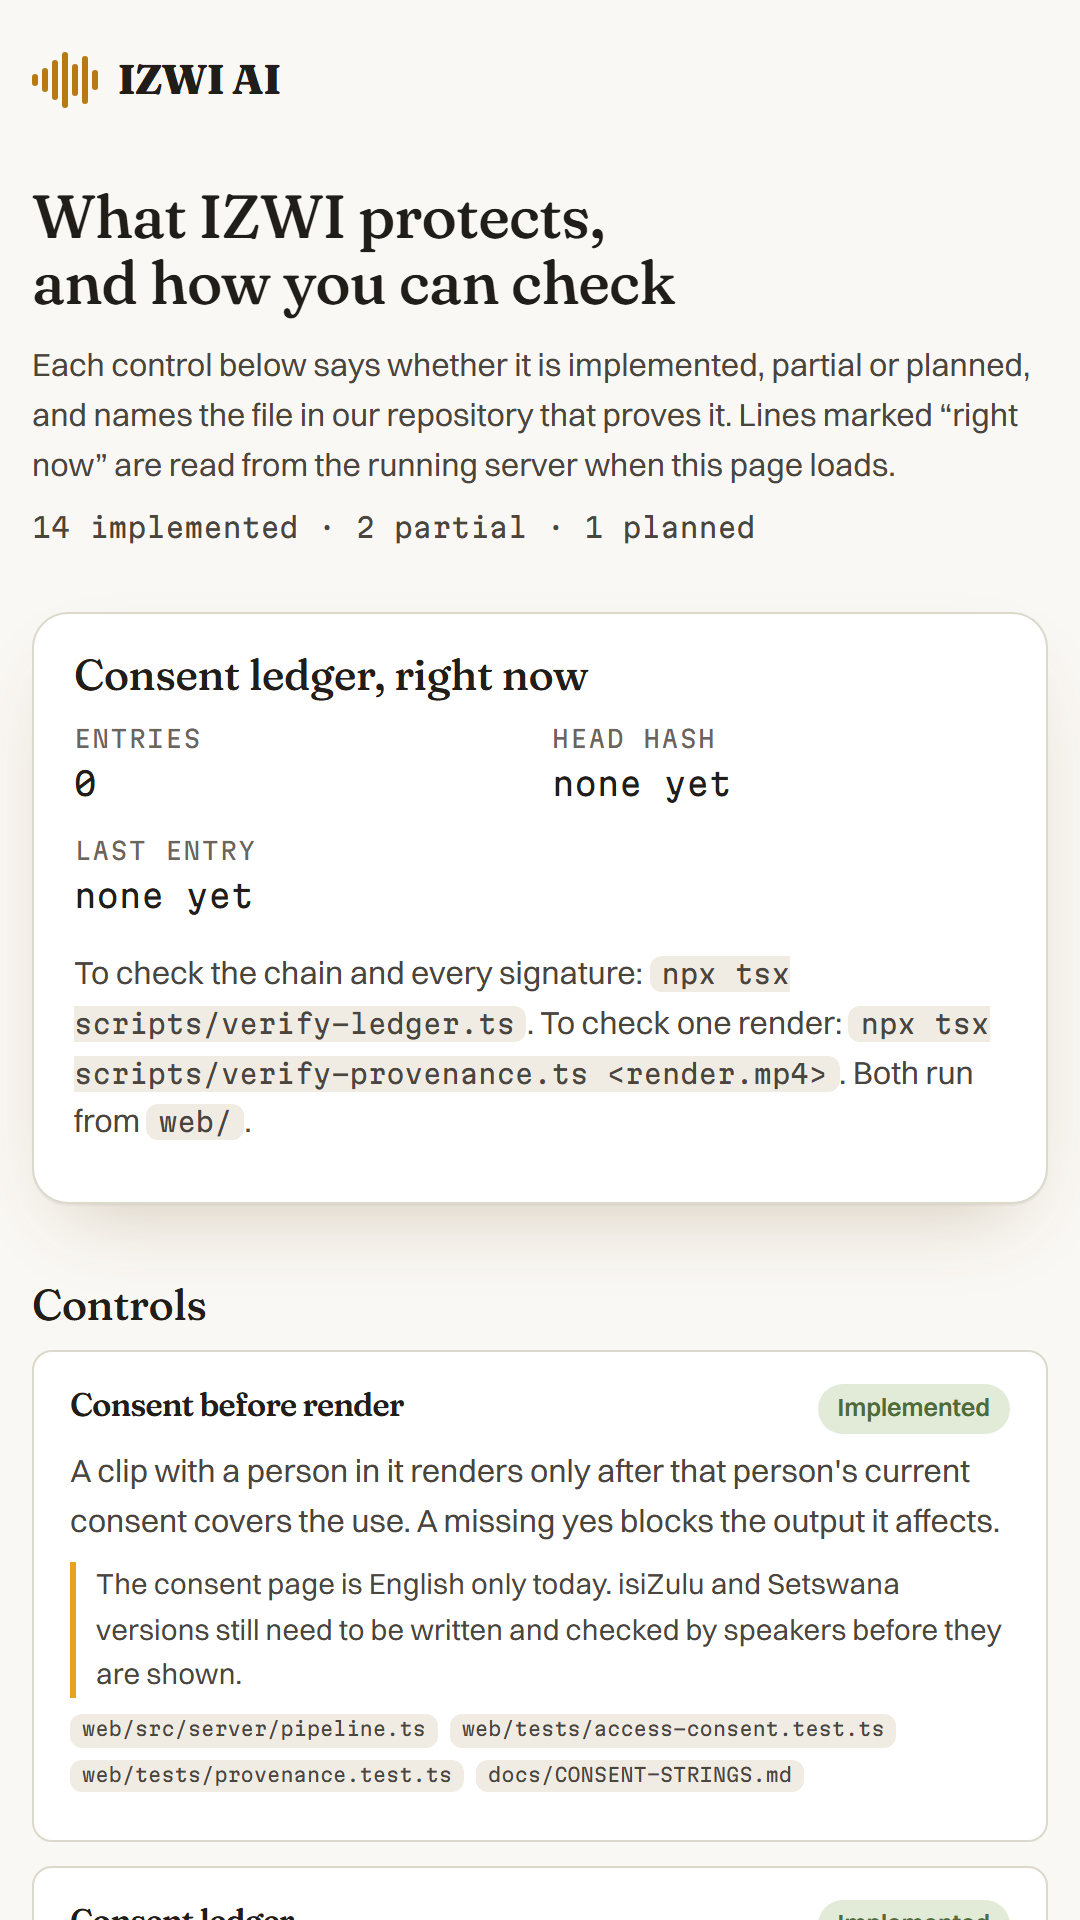 IZWI AI
What IZWI protects,
and how you can check
Each control below says whether it is implemented, partial or planned,
and names the file in our repository that proves it. Lines marked “right
now” are read from the running server when this page loads.
14 implemented · 2 partial · 1 planned
Consent ledger, right now
ENTRIES
0
HEAD HASH
none yet
LAST ENTRY
none yet
To check the chain and every signature: npx tsx
scripts/verify-ledger.ts. To check one render: npx tsx
scripts/verify-provenance.ts <render.mp4>. Both run
from web/.
Controls
Consent before render
Implemented
A clip with a person in it renders only after that person's current
consent covers the use. A missing yes blocks the output it affects.
The consent page is English only today. isiZulu and Setswana
versions still need to be written and checked by speakers before they
are shown.
web/src/server/pipeline.ts web/tests/access-consent.test.ts
web/tests/provenance.test.ts docs/CONSENT-STRINGS.md
Consent ledger
Implemented